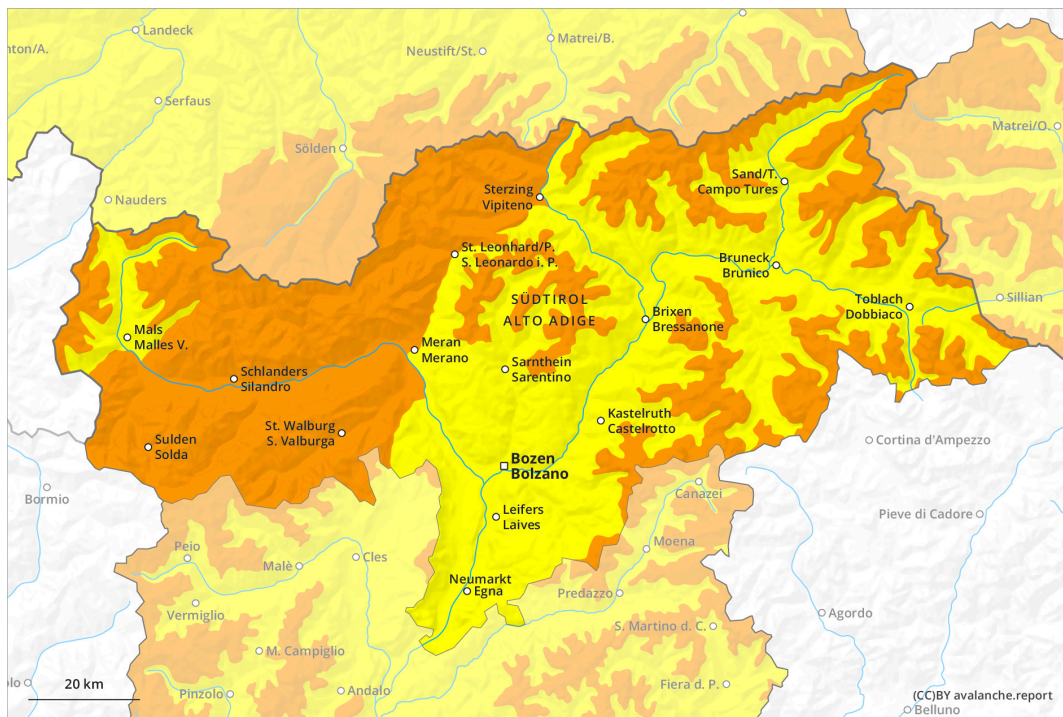 Landeck
nton/A.
Neustift/St.
Matrei/B.
Serfaus
Sölden
Matrei/O.
Nauders
Sterzing
Vipiteno
Sand/T.
Campo Tures
St. Leonhard/P.
S. Leonardo i. P.
Bruneck
Brunico
SÜDTIROL
ALTO ADIGE
Toblach
Dobbiaco
Sillian
Mals
Malles V.
Brixen
Bressanone
Meran
Merano
Schlanders
Silandro
Sarnthein
Sarentino
St. Walburg
S. Valburga
Kastelruth
Castelrotto
Sulden
Solda
Cortina d'Ampezzo
Bozen
Bolzano
Bormio
Canazei
Leifers
Laives
Pieve di Cadore
Peio
Malè
Cles
Moena
Neumarkt
Egna
Predazzo
Vermiglio
Agordo
S. Martino d. C.
M. Campiglio
olo
20 km
Pinzolo
Andalo
Fiera d. P.
(CC)BY avalanche.report
Belluno